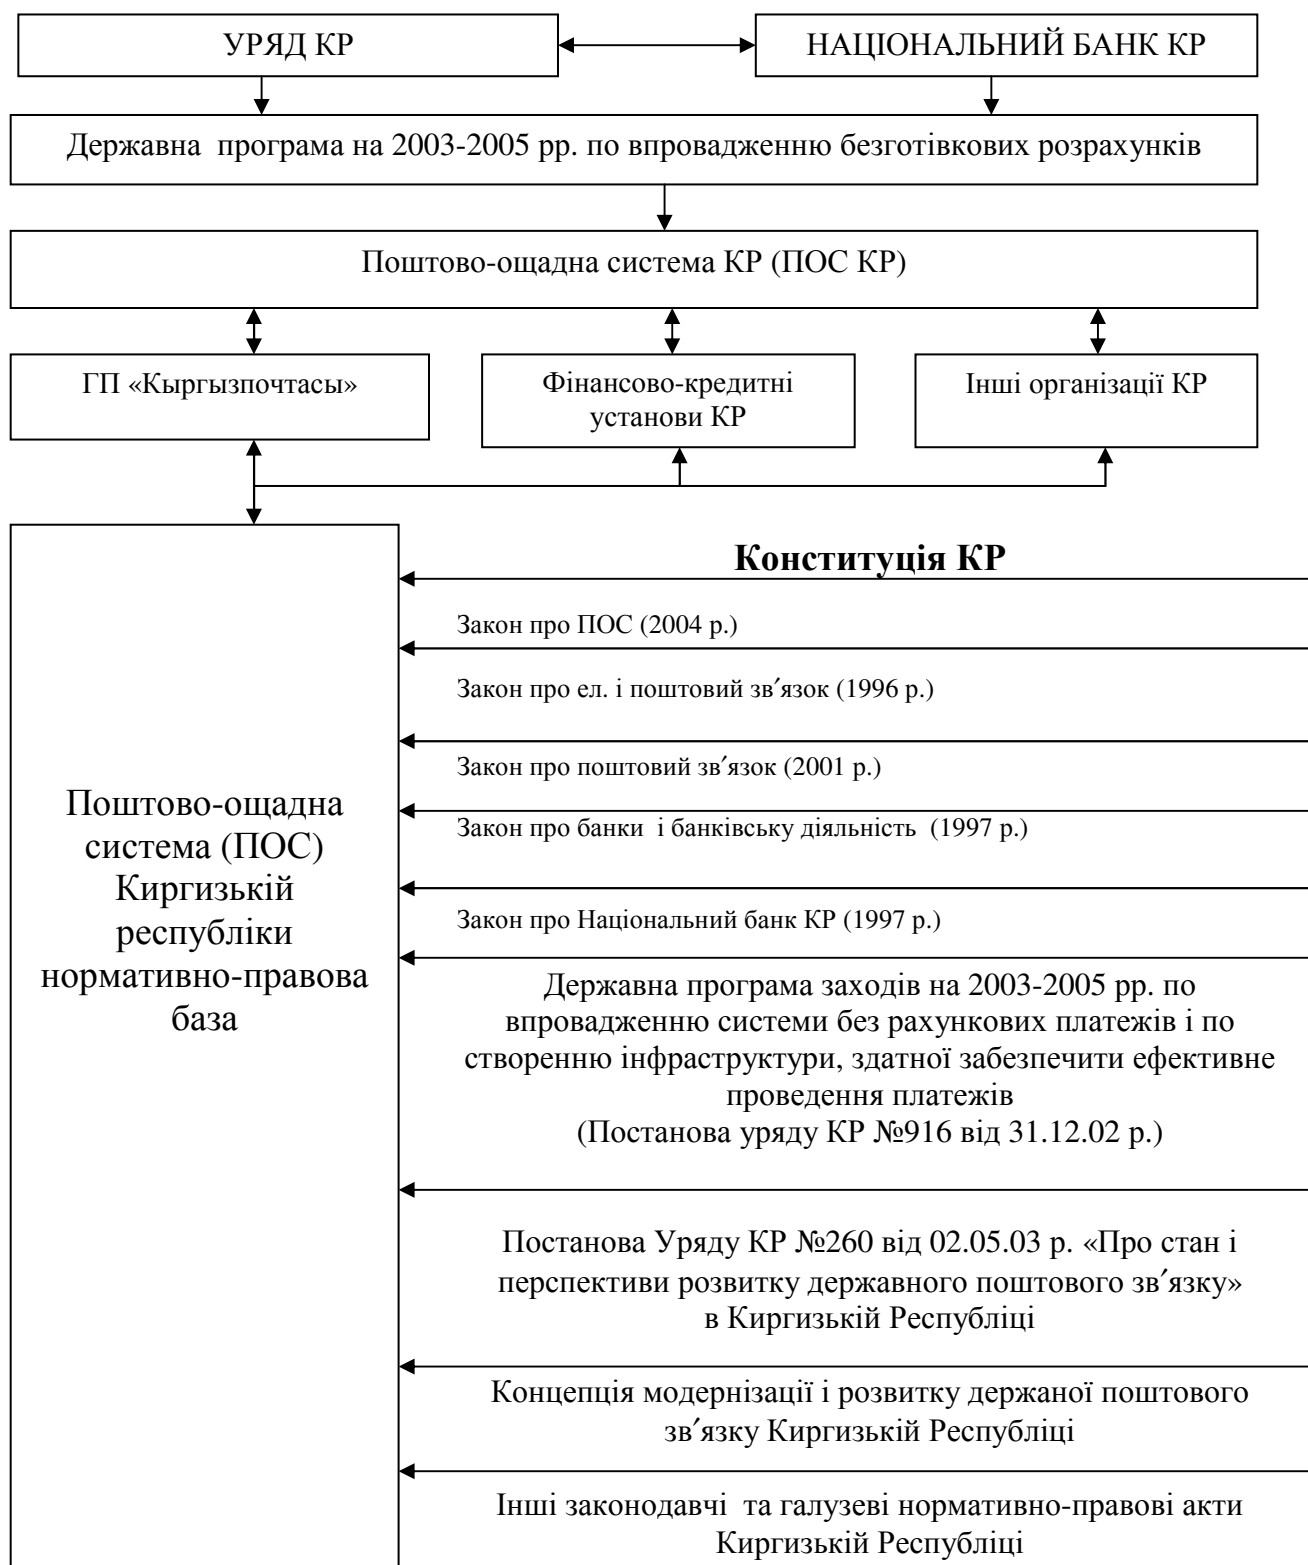 УРЯД КР
НАЦІОНАЛЬНИЙ БАНК КР
Державна програма на 2003-2005 рр. по впровадженню безготівкових розрахунків
Поштово-ощадна система КР (ПОС КР)
ГП «Кыргызпочтасы»
Фінансово-кредитні
установи КР
Інші організації КР
Поштово-ощадна
система (ПОС)
Киргизькій
республіки
нормативно-правова
база
Конституція КР
Закон про ПОС (2004 р.)
Закон про ел. і поштовий зв′язок (1996 р.)
Закон про поштовий зв′язок (2001 р.)
Закон про банки і банківську діяльність (1997 р.)
Закон про Національний банк КР (1997 р.)
Державна програма заходів на 2003-2005 рр. по
впровадженню системи без рахункових платежів і по
створенню інфраструктури, здатної забезпечити ефективне
проведення платежів
(Постанова уряду КР №916 від 31.12.02 р.)
Постанова Уряду КР №260 від 02.05.03 р. «Про стан і
перспективи розвитку державного поштового зв′язку»
в Киргизькій Республіці
Концепція модернізації і розвитку держаної поштового
зв′язку Киргизькій Республіці
Інші законодавчі та галузеві нормативно-правові акти
Киргизькій Республіці